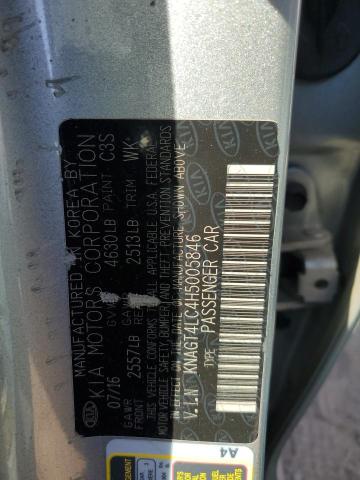 MANUFACTURED IN KOREA BY
KIA MOTORS CORPORATION
07/16 GVWR 4630LB PAINT C3S
GAWR FRONT 2557LB GAWR REAR 2513LB TRIM WK
THIS VEHICLE CONFORMS TO ALL APPLICABLE U.S.A. FEDERAL
MOTOR VEHICLE SAFETY, BUMPER, AND THEFT PREVENTION STANDARDS
IN EFFECT ON THE DATE OF MANUFACTURE SHOWN ABOVE.
V.I.N KNAGT4LC4H5005846
TYPE: PASSENGER CAR
A4
KIA